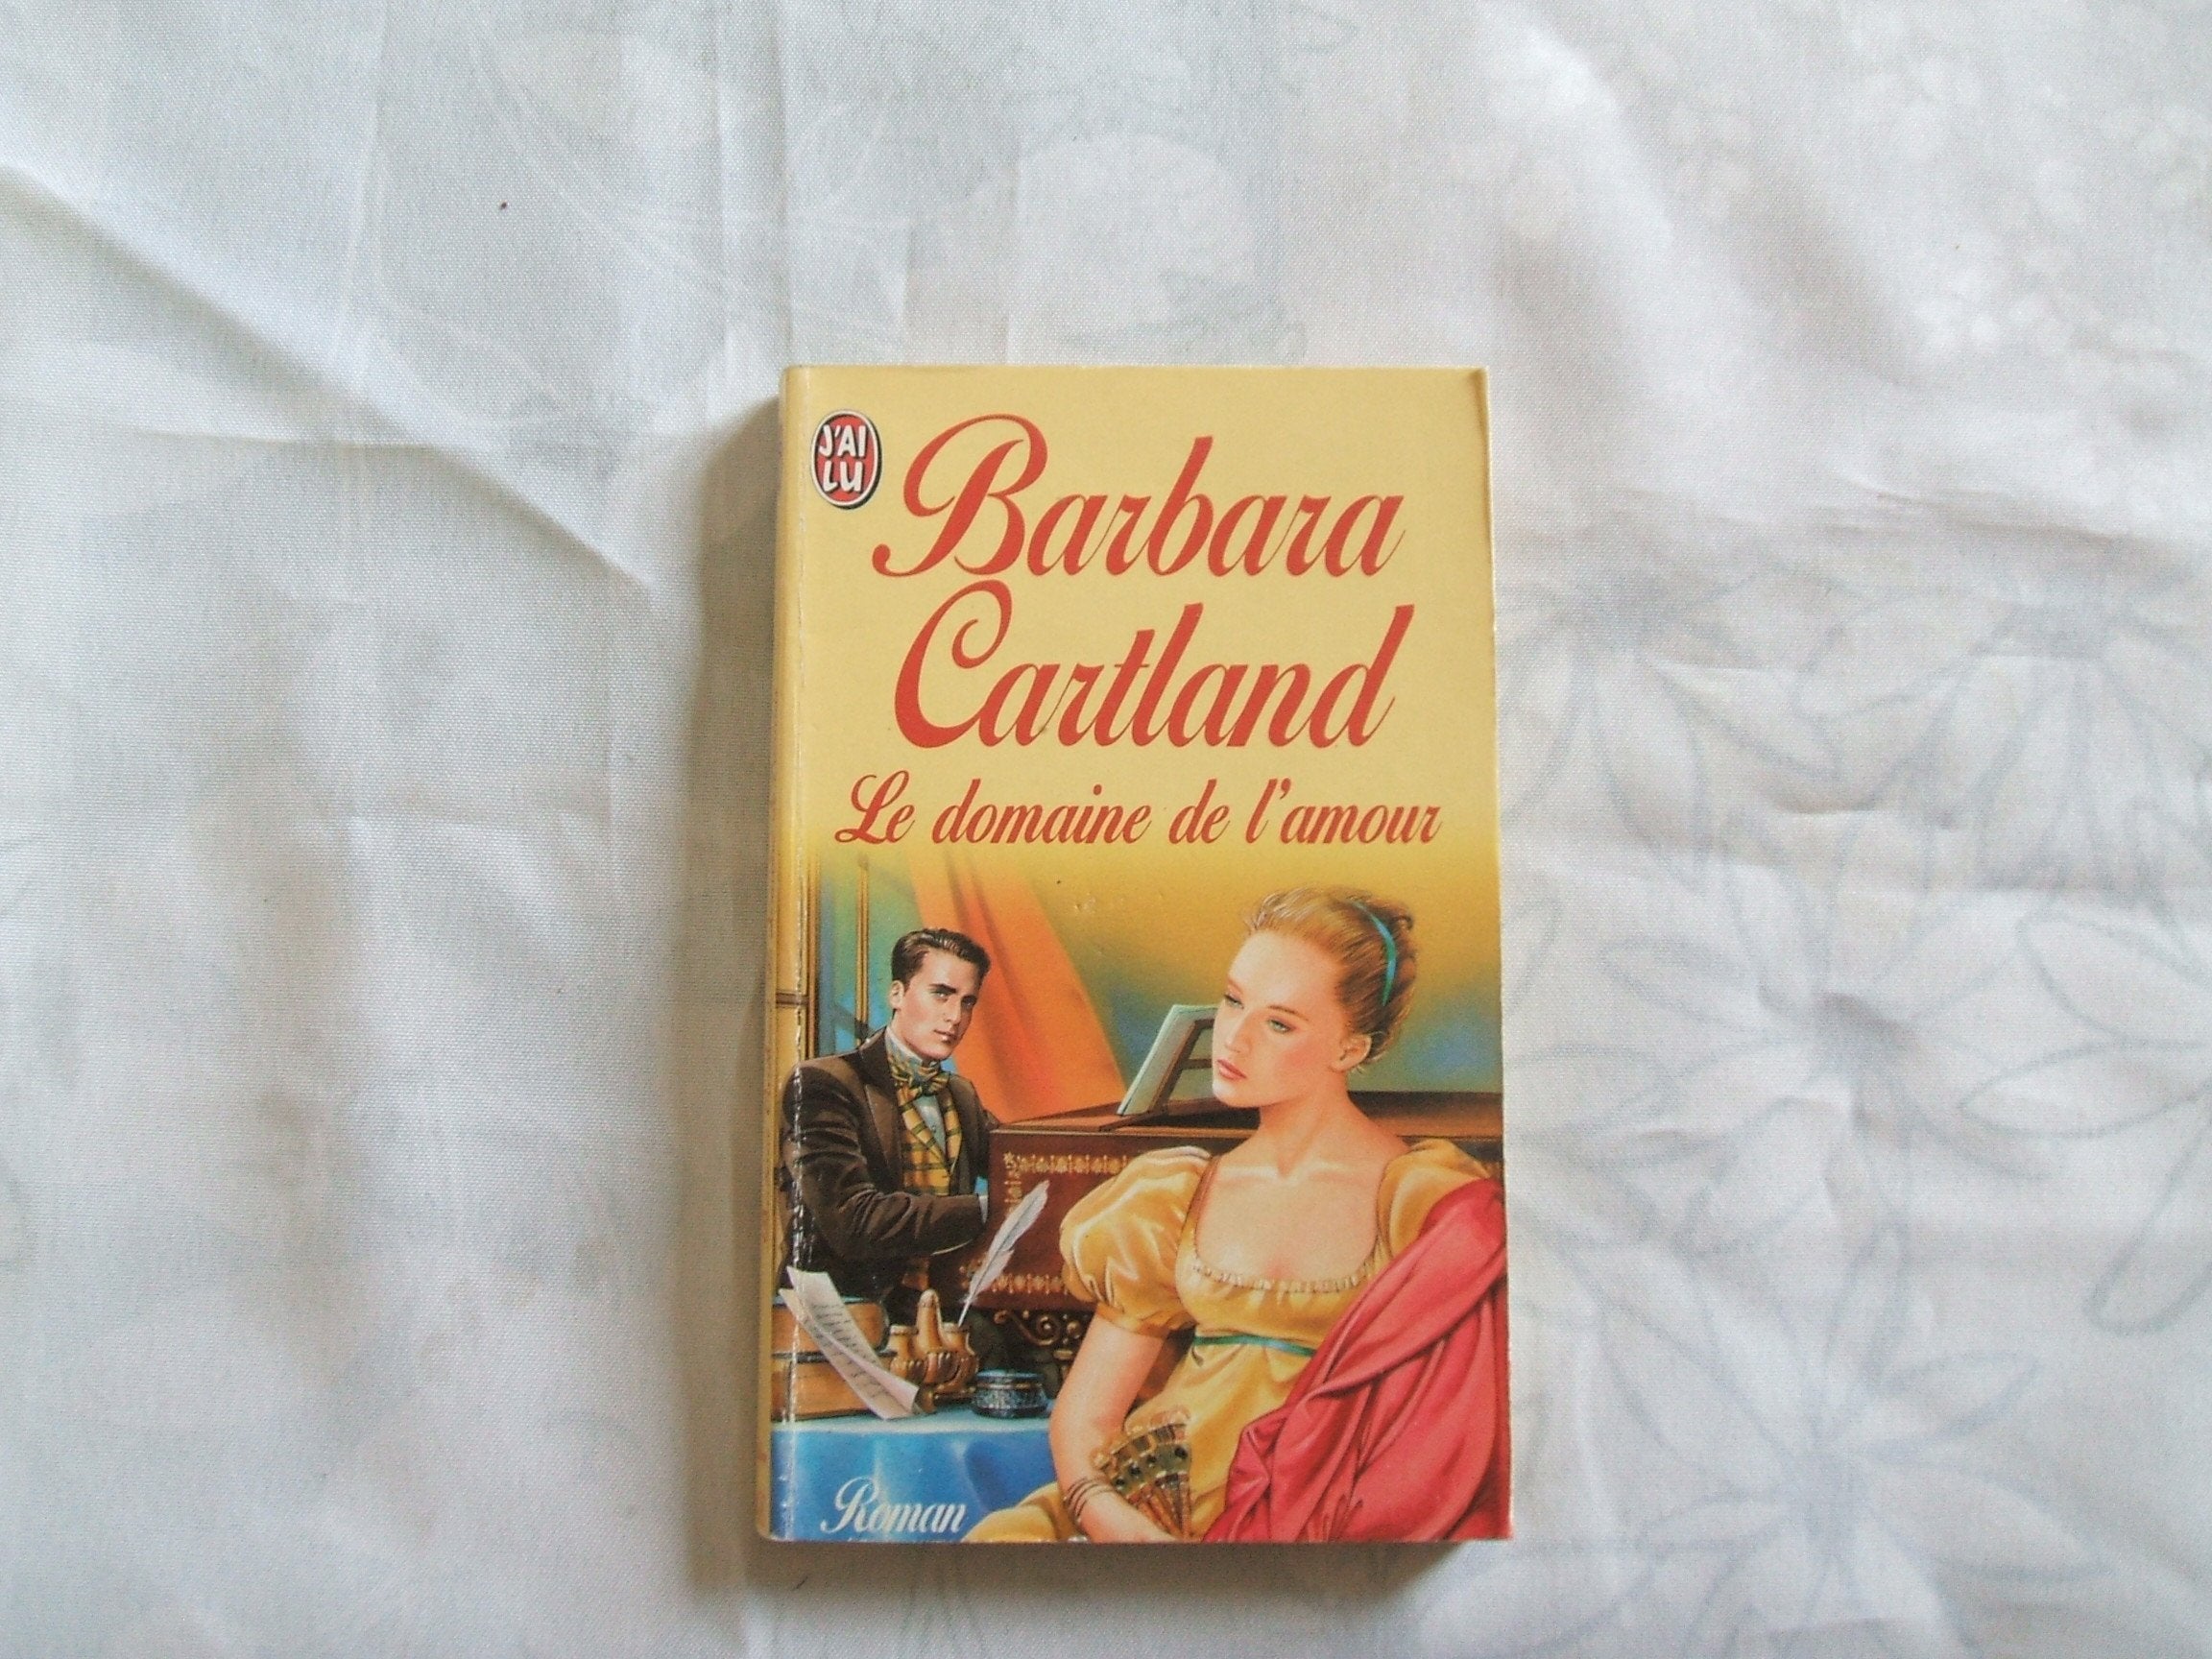 J'AI
LU
Barbara
Cartland
Le domaine de l'amour
Roman